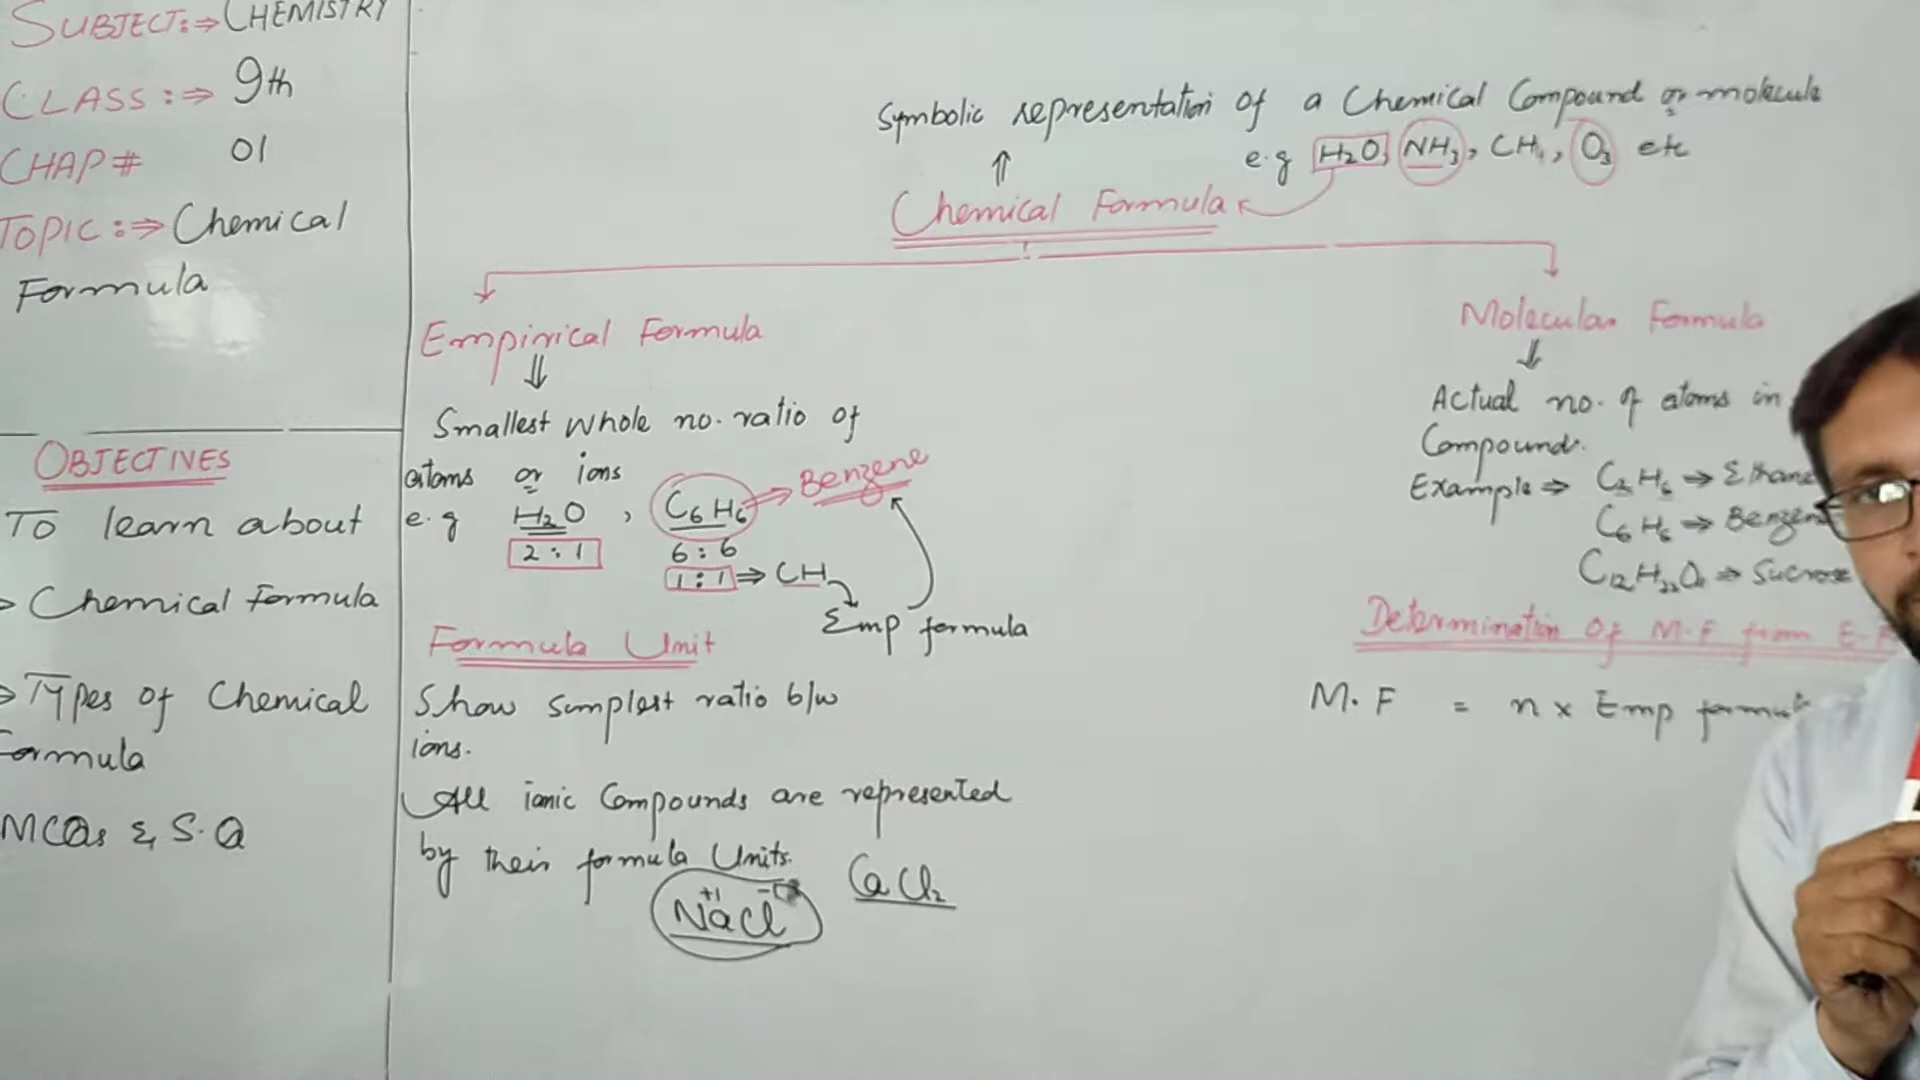 SUBJECT:⇒ CHEMISTRY
CLASS:⇒ 9th
CHAP# 01
TOPIC:⇒ Chemical
Formula
OBJECTIVES
To learn about
> Chemical formula
> Types of Chemical
Formula
MCQs & S.Q
Symbolic representation of a Chemical Compound or molecule
⇑ e.g H2O, NH3, CH4, O3 etc
Chemical Formula
Empirical Formula
⇓
Smallest whole no. ratio of
atoms or ions
e.g H2O , C6H6 ⇒ Benzene
2:1 6:6
1:1 ⇒ CH
Emp formula
Formula Unit
Show simplest ratio b/w
ions.
All ionic Compounds are represented
by their formula Units.
Na+1Cl CaCl2
Molecular Formula
⇓
Actual no. of atoms in
Compound.
Example ⇒ C2H6 ⇒ Ethane
C6H6 ⇒ Benzene
⇒ Sucrose
Determination of M.F from E.F
M.F = n x Emp formula